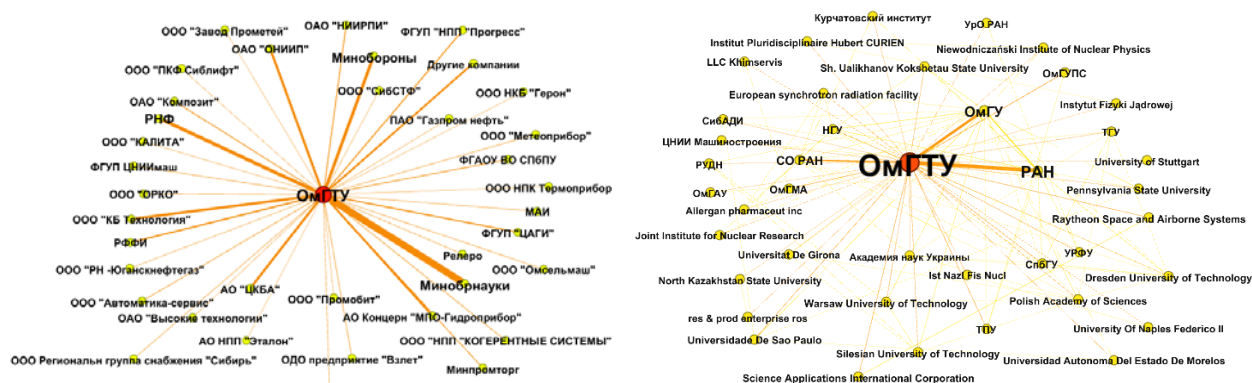 ООО "Завод Прометей"
ОАО "НИИРПИ"
ФГУП "НПП "Прогресс"
ОАО "ОНИИП"
Минобороны
Другие компании
ООО "ПКФ Сиблифт"
ООО "СибСТФ"
ООО НКБ "Герон"
ОАО "Композит"
РНФ
ПАО "Газпром нефть"
ООО "Метеоприбор"
ООО "КАПИТА"
ФГУП ЦНИИмаш
ФГАОУ ВО СПбПУ
ООО "ОРКО"
ОмГТУ
ООО НПК Термоприбор
ООО "КБ Технология"
МАИ
РФФИ
ФГУП "ЦАГИ"
Релеро
ООО "РН -Юганскнефтегаз"
ООО "Омсельмаш"
АО "ЦКБА"
Минобрнауки
ООО "Автоматика-сервис"
ООО "Промобит"
ОАО "Высокие технологии"
АО Концерн "МПО-Гидроприбор"
АО НПП "Эталон"
ООО "НПП "КОГЕРЕНТНЫЕ СИСТЕМЫ"
ООО Региональн группа снабжения "Сибирь"
ОДО предприятие "Взлет"
Минпромторг
Курчатовский институт
УрО РАН
Institut Pluridisciplinaire Hubert CURIEN
Niewodniczański Institute of Nuclear Physics
LLC Khimservis
Sh. Ualikhanov Kokshetau State University
ОмГУПС
European synchrotron radiation facility
ОмГУ
Instytut Fizyki Jądrowej
СибАДИ
НГУ
ТГУ
ЦНИИ Машиностроения
СО РАН
ОмГТУ
РАН
University of Stuttgart
РУДН
ОмГАУ
ОмГМА
Pennsylvania State University
Allergan pharmaceut inc
Raytheon Space and Airborne Systems
Joint Institute for Nuclear Research
Universitat De Girona
Академия наук Украины
УРФУ
СпбГУ
North Kazakhstan State University
Ist Nazl Fis Nucl
Dresden University of Technology
Warsaw University of Technology
Polish Academy of Sciences
res & prod enterprise ros
ТПУ
University Of Naples Federico II
Universidade De Sao Paulo
Silesian University of Technology
Universidad Autonoma Del Estado De Morelos
Science Applications International Corporation